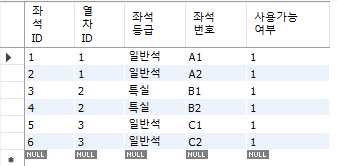 좌석 ID 열차 ID 좌석 등급 좌석 번호 사용가능 여부
1 1 일반석 A1 1
2 1 일반석 A2 1
3 2 특실 B1 1
4 2 특실 B2 1
5 3 일반석 C1 1
6 3 일반석 C2 1
NULL NULL NULL NULL NULL